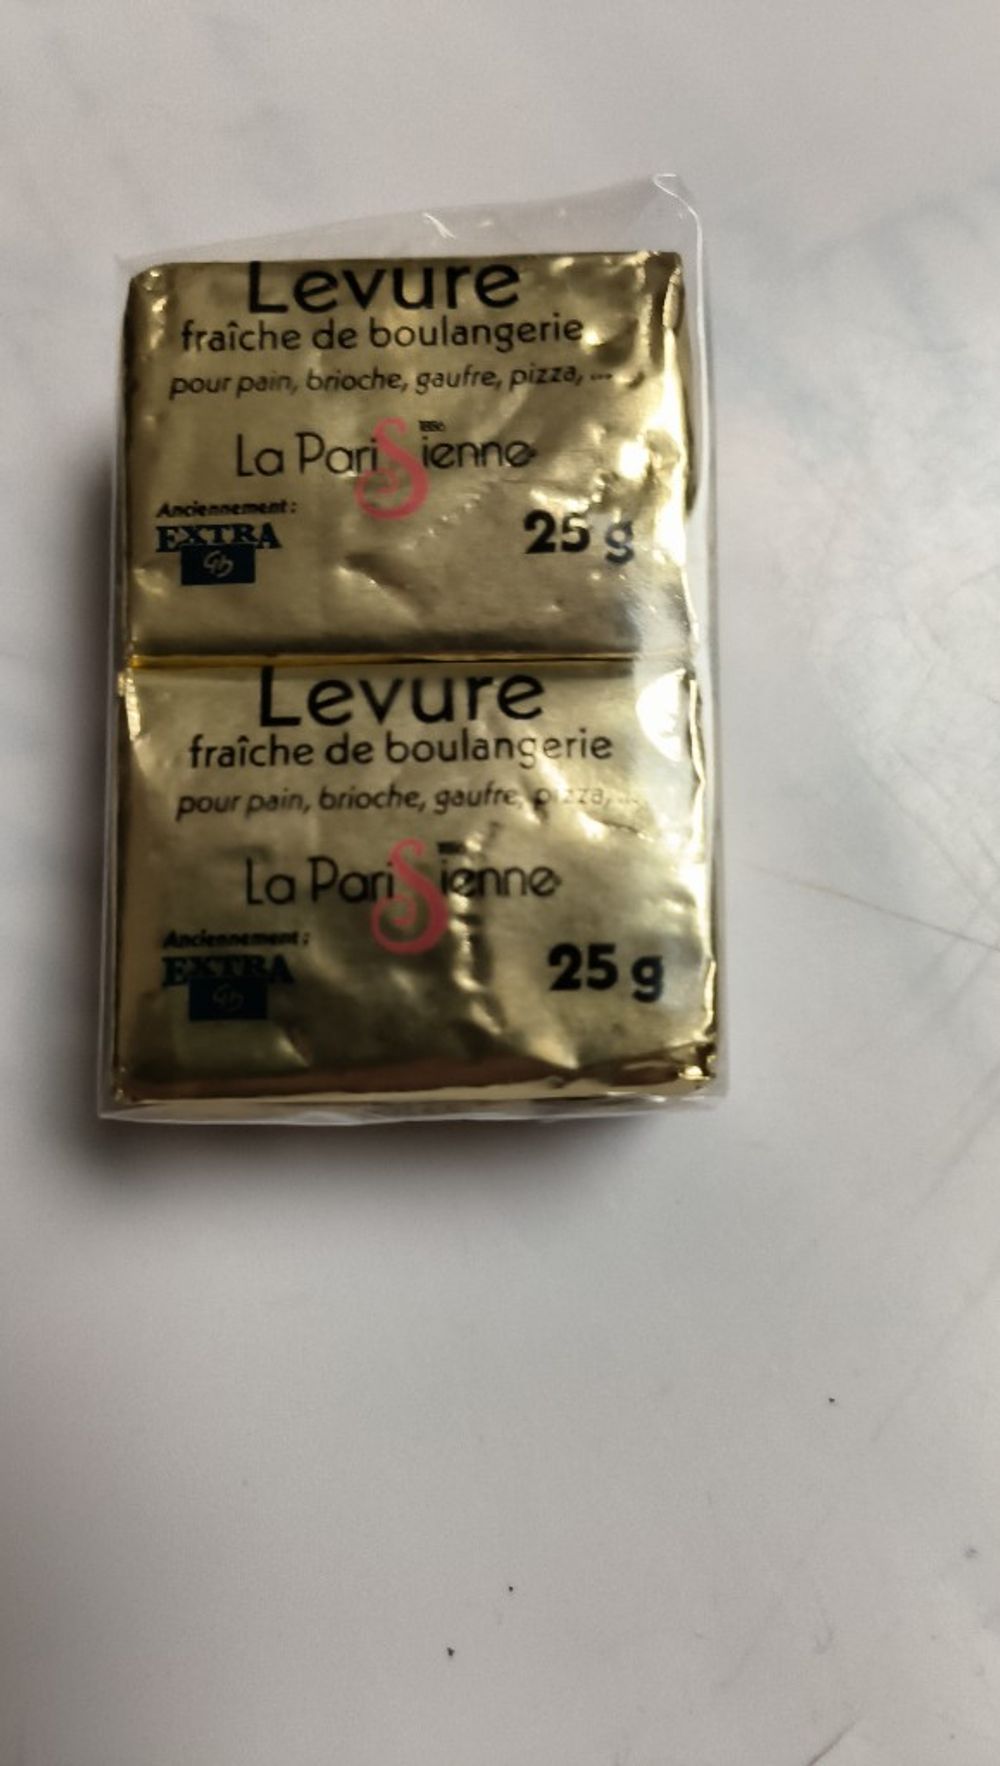 Levure
fraîche de boulangerie
pour pain, brioche, gaufre, pizza, ...
La Parisienne
Anciennement :
EXTRA
25 g
Levure
fraîche de boulangerie
pour pain, brioche, gaufre, pizza, ...
La Parisienne
Anciennement :
EXTRA
25 g